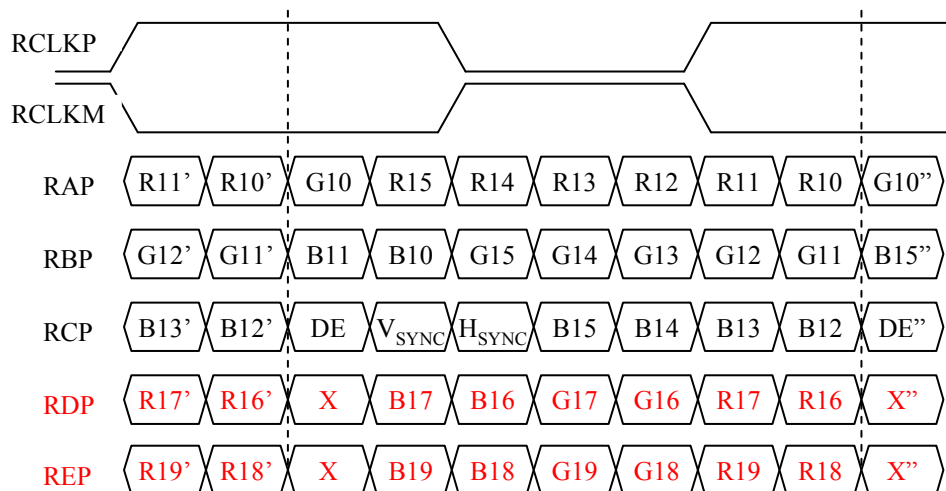 RCLKP
RCLKM
RAP R11’ R10’ G10 R15 R14 R13 R12 R11 R10 G10”
RBP G12’ G11’ B11 B10 G15 G14 G13 G12 G11 B15”
RCP B13’ B12’ DE VSYNC HSYNC B15 B14 B13 B12 DE”
RDP R17’ R16’ X B17 B16 G17 G16 R17 R16 X”
REP R19’ R18’ X B19 B18 G19 G18 R19 R18 X”